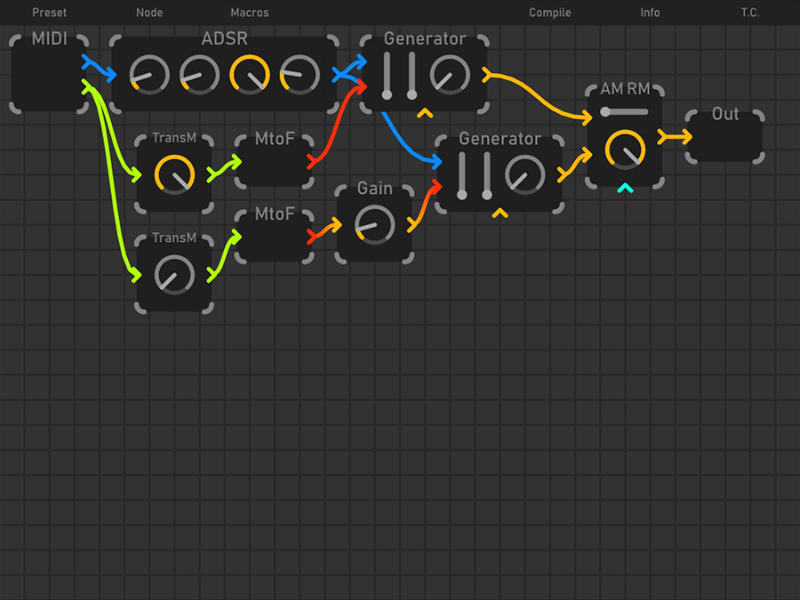 Preset Node Macros Compile Info T.C.
MIDI ADSR Generator
AM RM
Out
TransM MtoF Generator
Gain
MtoF
TransM